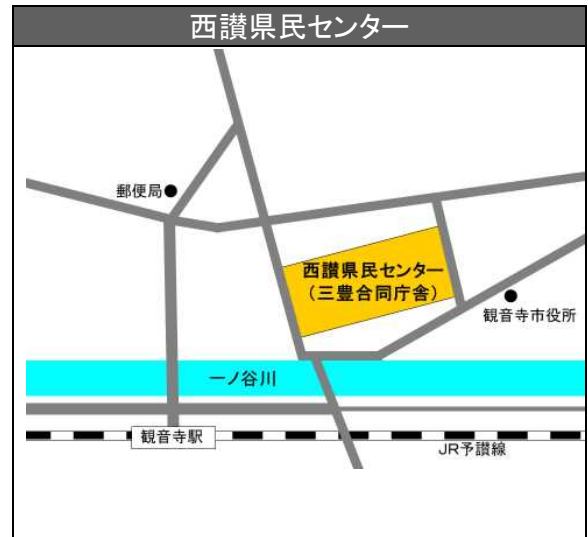 西讃県民センター
郵便局
西讃県民センター
（三豊合同庁舎）
観音寺市役所
一ノ谷川
観音寺駅
JR予讃線